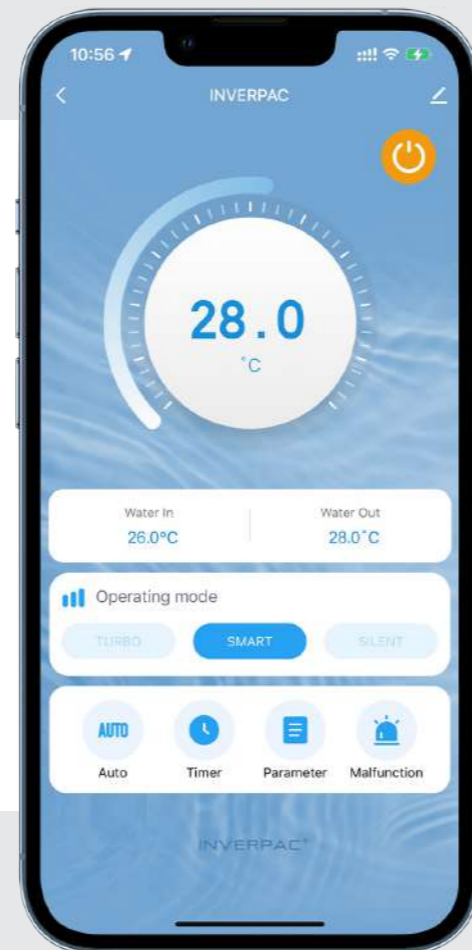 10:56
INVERPAC
28.0
°C
Water In
Water Out
26.0°C
28.0°C
Operating mode
TURBO
SMART
SILENT
AUTO
Auto
Timer
Parameter
Malfunction
INVERPAC®